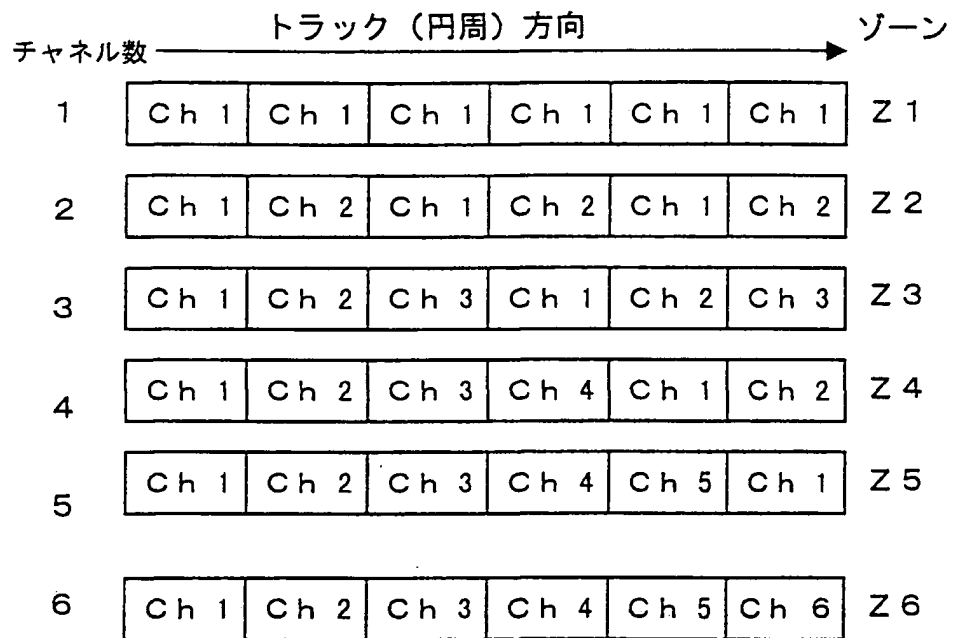 トラック（円周）方向 ゾーン
チャネル数
1 Ch 1 Ch 1 Ch 1 Ch 1 Ch 1 Ch 1 Z 1
2 Ch 1 Ch 2 Ch 1 Ch 2 Ch 1 Ch 2 Z 2
3 Ch 1 Ch 2 Ch 3 Ch 1 Ch 2 Ch 3 Z 3
4 Ch 1 Ch 2 Ch 3 Ch 4 Ch 1 Ch 2 Z 4
5 Ch 1 Ch 2 Ch 3 Ch 4 Ch 5 Ch 1 Z 5
6 Ch 1 Ch 2 Ch 3 Ch 4 Ch 5 Ch 6 Z 6